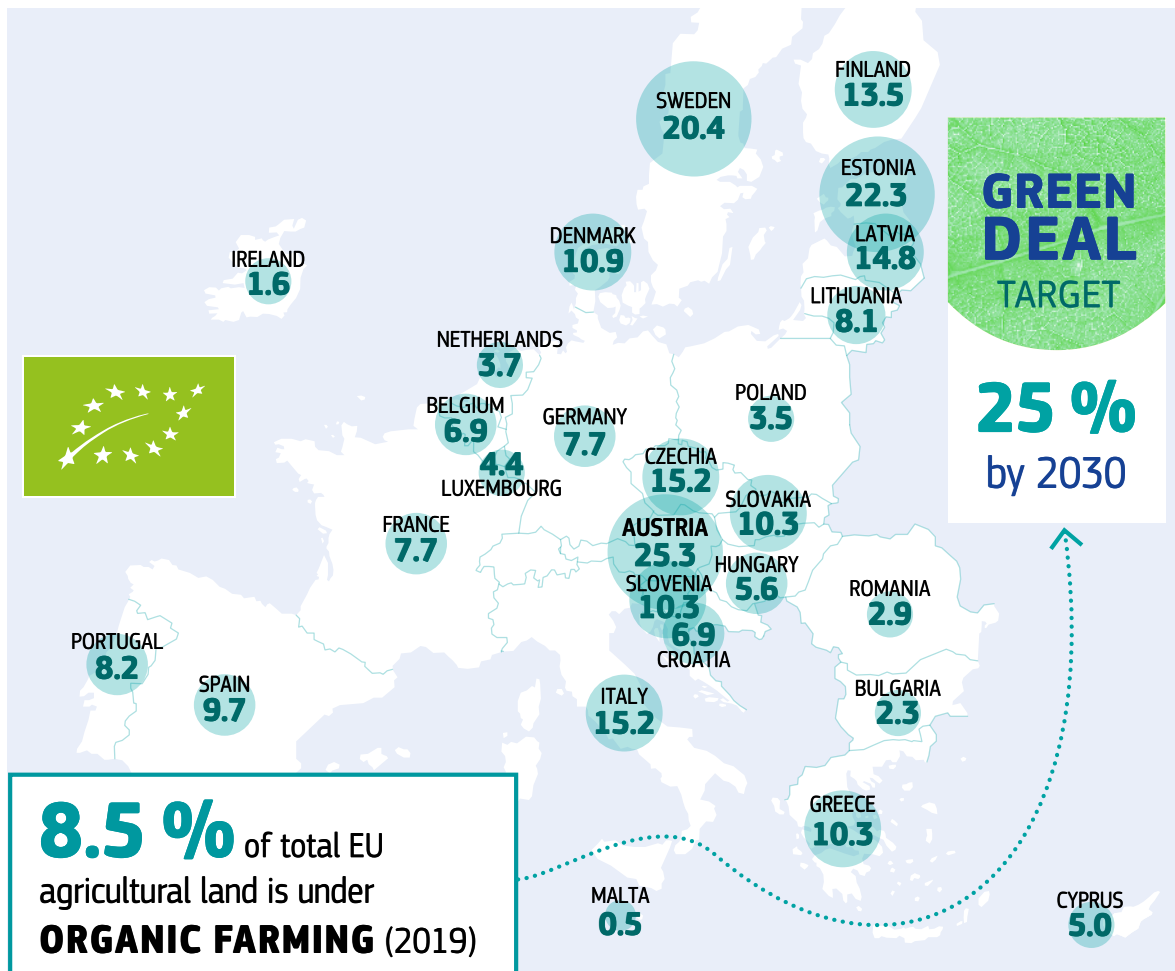 FINLAND
13.5
SWEDEN
20.4
ESTONIA
22.3
GREEN
DEAL
TARGET
25 %
by 2030
LATVIA
14.8
DENMARK
10.9
IRELAND
1.6
LITHUANIA
8.1
NETHERLANDS
3.7
POLAND
3.5
BELGIUM
6.9
GERMANY
7.7
CZECHIA
15.2
4.4
LUXEMBOURG
SLOVAKIA
10.3
FRANCE
7.7
AUSTRIA
25.3
HUNGARY
5.6
SLOVENIA
10.3
ROMANIA
2.9
6.9
CROATIA
PORTUGAL
8.2
SPAIN
9.7
ITALY
15.2
BULGARIA
2.3
GREECE
10.3
MALTA
0.5
CYPRUS
5.0
8.5 % of total EU
agricultural land is under
ORGANIC FARMING (2019)